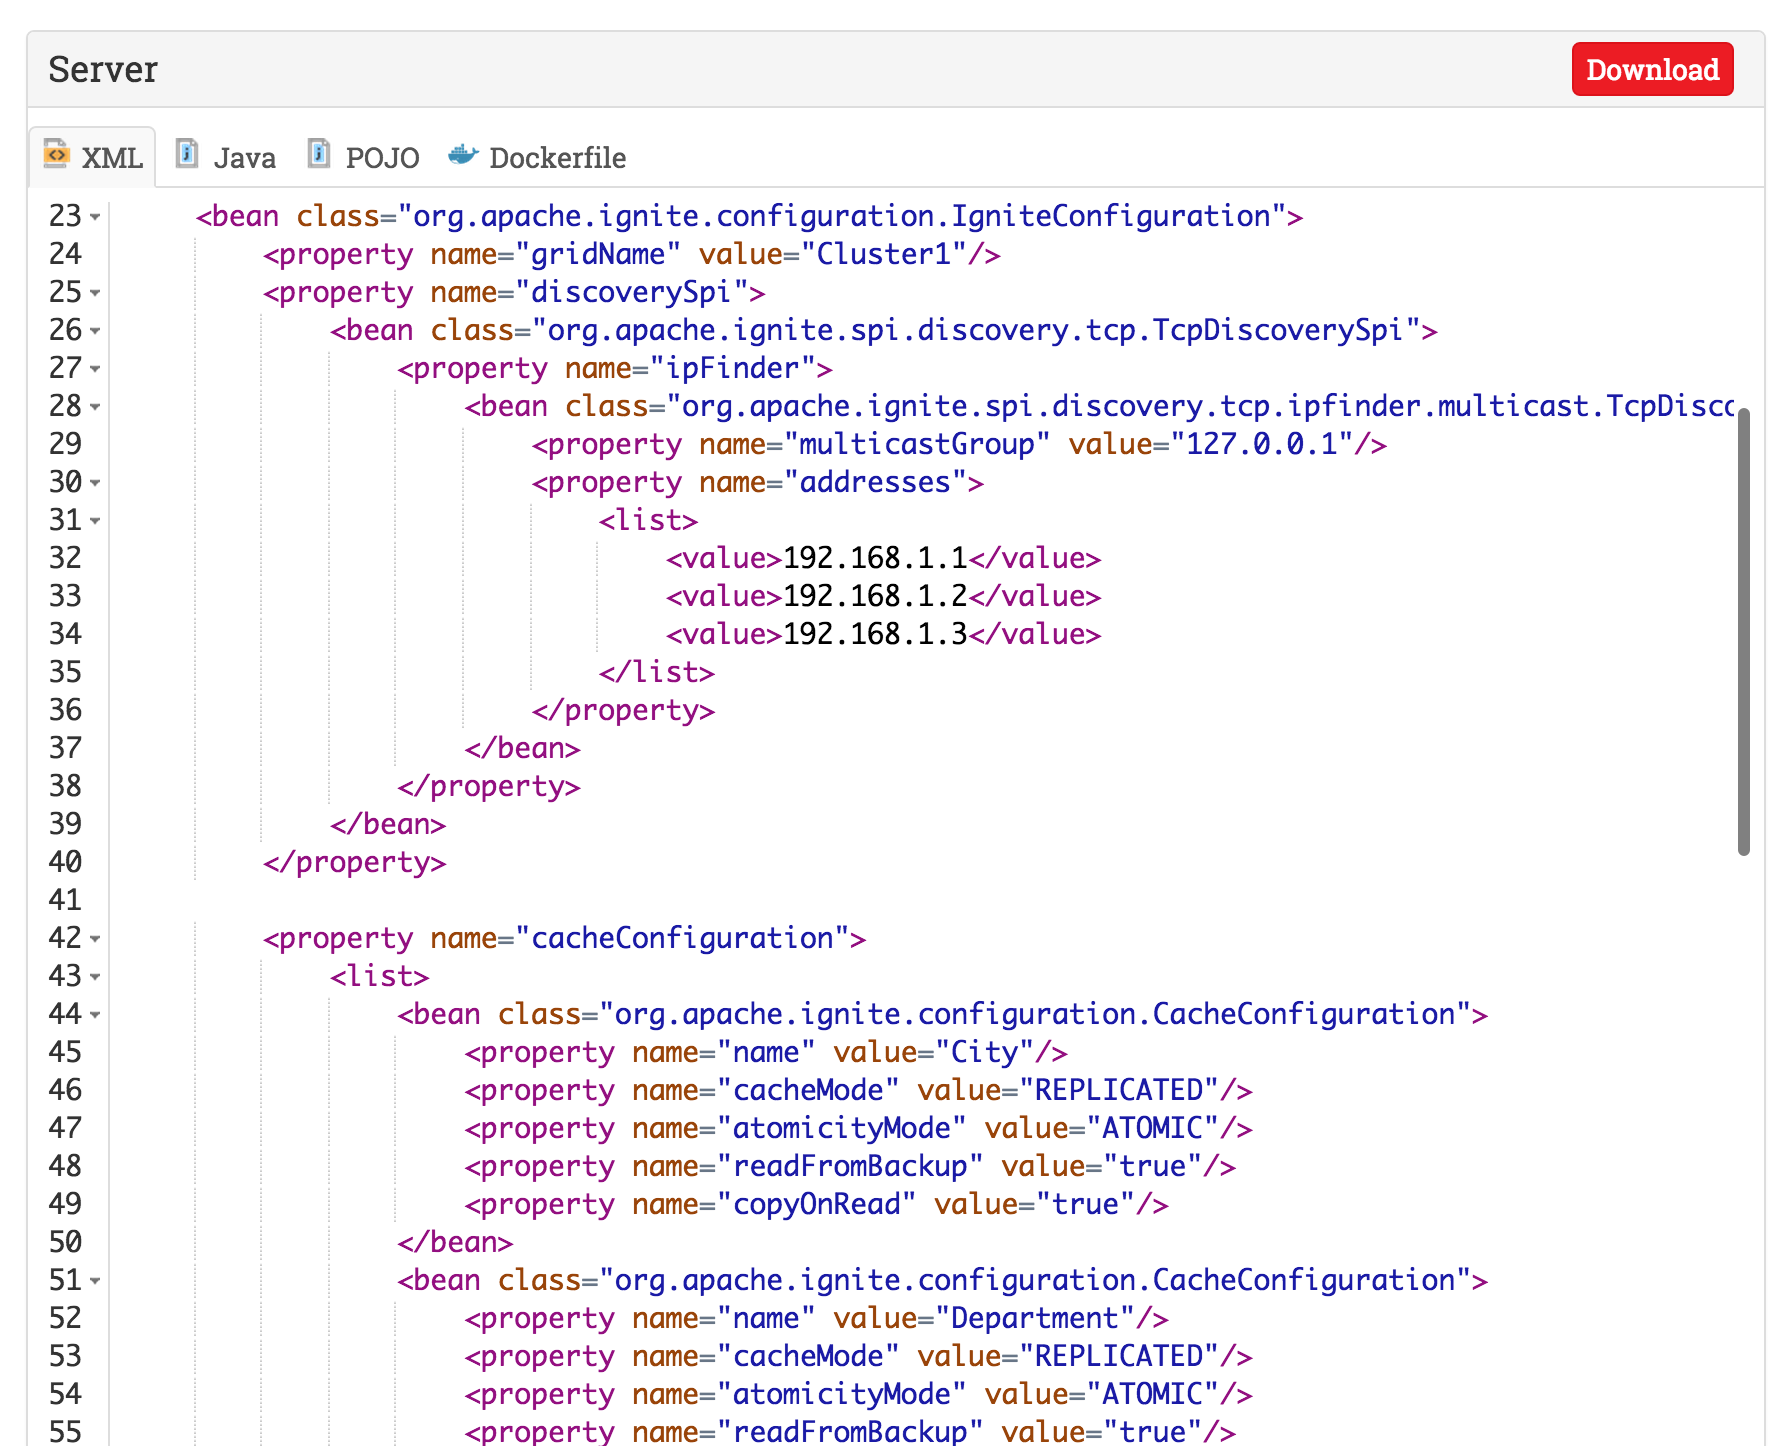 Server
Download
XML Java POJO Dockerfile
23 <bean class="org.apache.ignite.configuration.IgniteConfiguration">
24 <property name="gridName" value="Cluster1"/>
25 <property name="discoverySpi">
26 <bean class="org.apache.ignite.spi.discovery.tcp.TcpDiscoverySpi">
27 <property name="ipFinder">
28 <bean class="org.apache.ignite.spi.discovery.tcp.ipfinder.multicast.TcpDisc
29 <property name="multicastGroup" value="127.0.0.1"/>
30 <property name="addresses">
31 <list>
32 <value>192.168.1.1</value>
33 <value>192.168.1.2</value>
34 <value>192.168.1.3</value>
35 </list>
36 </property>
37 </bean>
38 </property>
39 </bean>
40 </property>
41
42 <property name="cacheConfiguration">
43 <list>
44 <bean class="org.apache.ignite.configuration.CacheConfiguration">
45 <property name="name" value="City"/>
46 <property name="cacheMode" value="REPLICATED"/>
47 <property name="atomicityMode" value="ATOMIC"/>
48 <property name="readFromBackup" value="true"/>
49 <property name="copyOnRead" value="true"/>
50 </bean>
51 <bean class="org.apache.ignite.configuration.CacheConfiguration">
52 <property name="name" value="Department"/>
53 <property name="cacheMode" value="REPLICATED"/>
54 <property name="atomicityMode" value="ATOMIC"/>
55 <property name="readFromBackup" value="true"/>